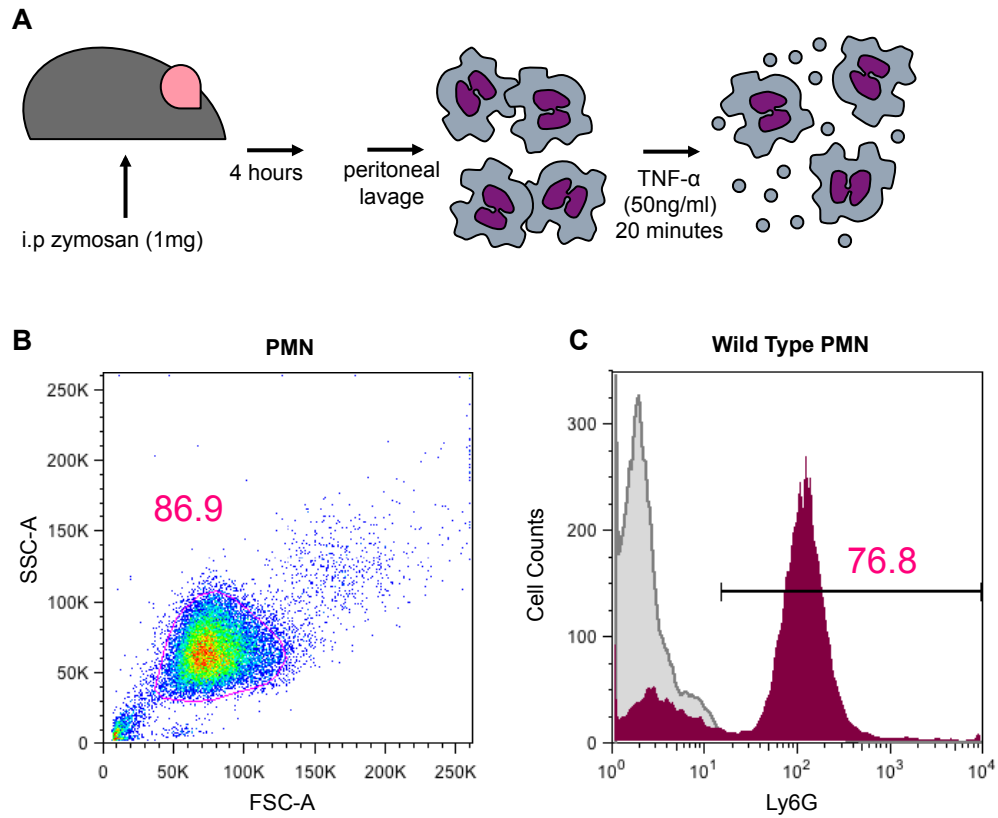 A
i.p zymosan (1mg)
4 hours
peritoneal
lavage
TNF-α
(50ng/ml)
20 minutes
B
PMN
250K
200K
150K
100K
50K
0
SSC-A
86.9
0
50K
100K
150K
200K
250K
FSC-A
C
Wild Type PMN
300
200
100
0
Cell Counts
76.8
10⁰
10¹
10²
10³
10⁴
Ly6G